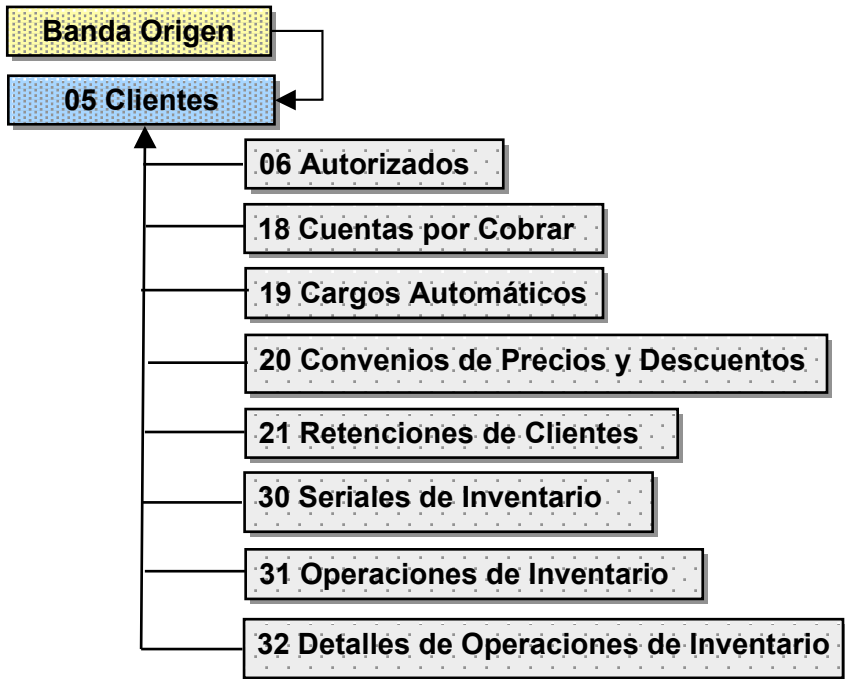 Banda Origen
05 Clientes
06 Autorizados
18 Cuentas por Cobrar
19 Cargos Automáticos
20 Convenios de Precios y Descuentos
21 Retenciones de Clientes
30 Seriales de Inventario
31 Operaciones de Inventario
32 Detalles de Operaciones de Inventario